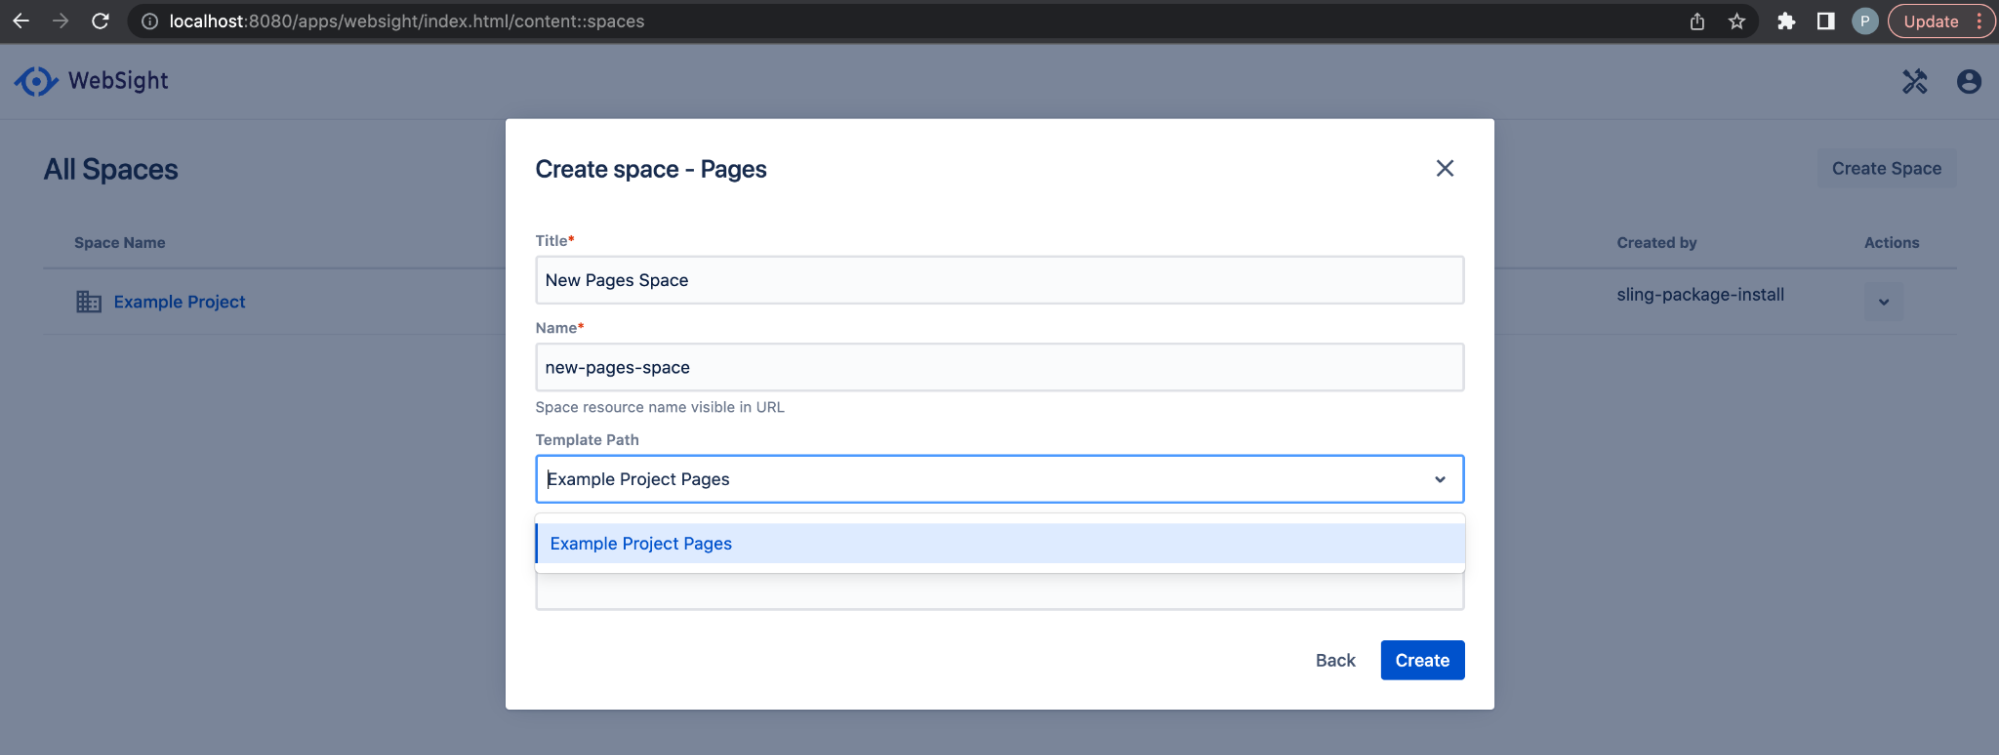 localhost:8080/apps/websight/index.html/content::spaces
P
Update
WebSight
All Spaces
Create Space
Space Name
Created by
Actions
Example Project
sling-package-install
Create space - Pages
Title*
New Pages Space
Name*
new-pages-space
Space resource name visible in URL
Template Path
Example Project Pages
Example Project Pages
Back
Create